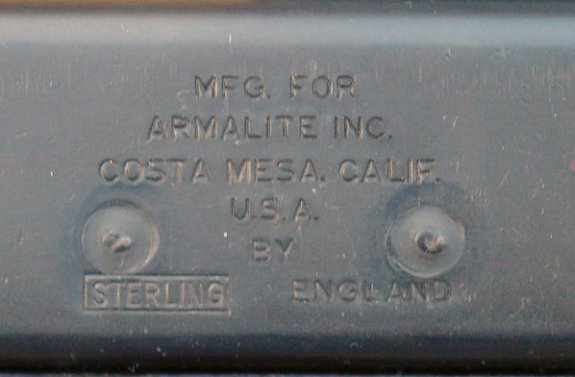 MFG. FOR
ARMALITE INC.
COSTA MESA. CALIF.
U.S.A.
BY
STERLING ENGLAND